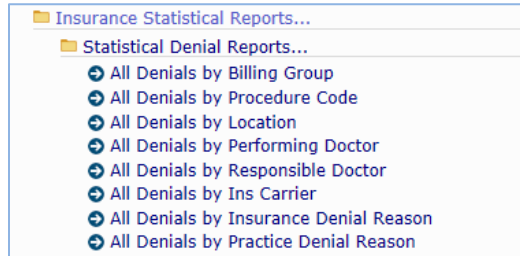 Insurance Statistical Reports...
Statistical Denial Reports...
All Denials by Billing Group
All Denials by Procedure Code
All Denials by Location
All Denials by Performing Doctor
All Denials by Responsible Doctor
All Denials by Ins Carrier
All Denials by Insurance Denial Reason
All Denials by Practice Denial Reason